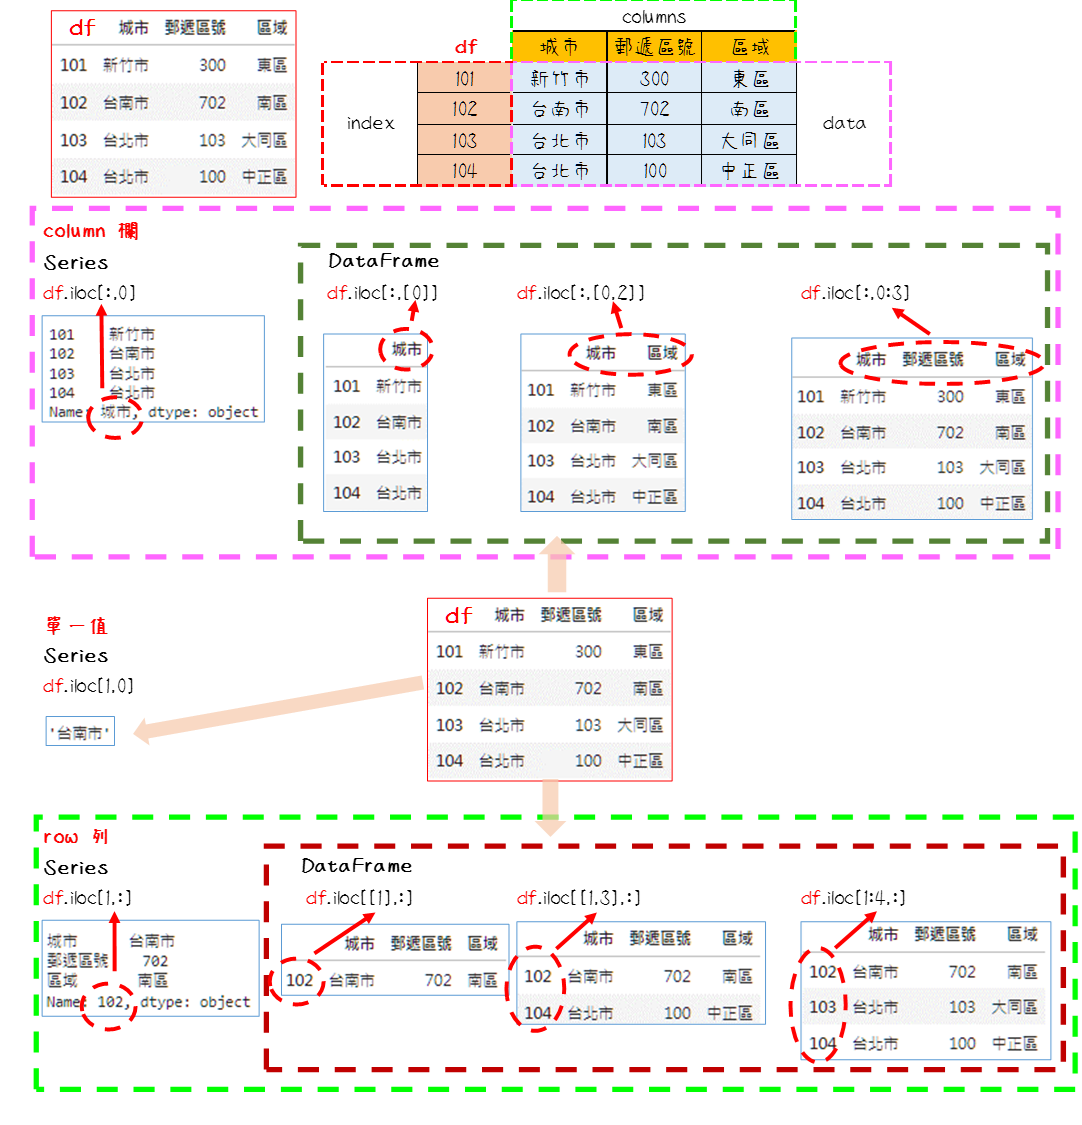 df 城市 郵遞區號 區域
101 新竹市 300 東區
102 台南市 702 南區
103 台北市 103 大同區
104 台北市 100 中正區
columns
df 城市 郵遞區號 區域
101 新竹市 300 東區
102 台南市 702 南區
index
data
103 台北市 103 大同區
104 台北市 100 中正區
column 欄
Series
df.iloc[:,0]
101 新竹市
102 台南市
103 台北市
104 台北市
Name: 城市, dtype: object
DataFrame
df.iloc[:,[0]]
城市
101 新竹市
102 台南市
103 台北市
104 台北市
df.iloc[:,[0,2]]
城市 區域
101 新竹市 東區
102 台南市 南區
103 台北市 大同區
104 台北市 中正區
df.iloc[:,0:3]
城市 郵遞區號 區域
101 新竹市 300 東區
102 台南市 702 南區
103 台北市 103 大同區
104 台北市 100 中正區
單一值
Series
df.iloc[1,0]
'台南市'
df 城市 郵遞區號 區域
101 新竹市 300 東區
102 台南市 702 南區
103 台北市 103 大同區
104 台北市 100 中正區
row 列
Series
df.iloc[1,:]
城市 台南市
郵遞區號 702
區域 南區
Name: 102, dtype: object
DataFrame
df.iloc[[1],:]
城市 郵遞區號 區域
102 台南市 702 南區
df.iloc[[1,3],:]
城市 郵遞區號 區域
102 台南市 702 南區
104 台北市 100 中正區
df.iloc[1:4,:]
城市 郵遞區號 區域
102 台南市 702 南區
103 台北市 103 大同區
104 台北市 100 中正區